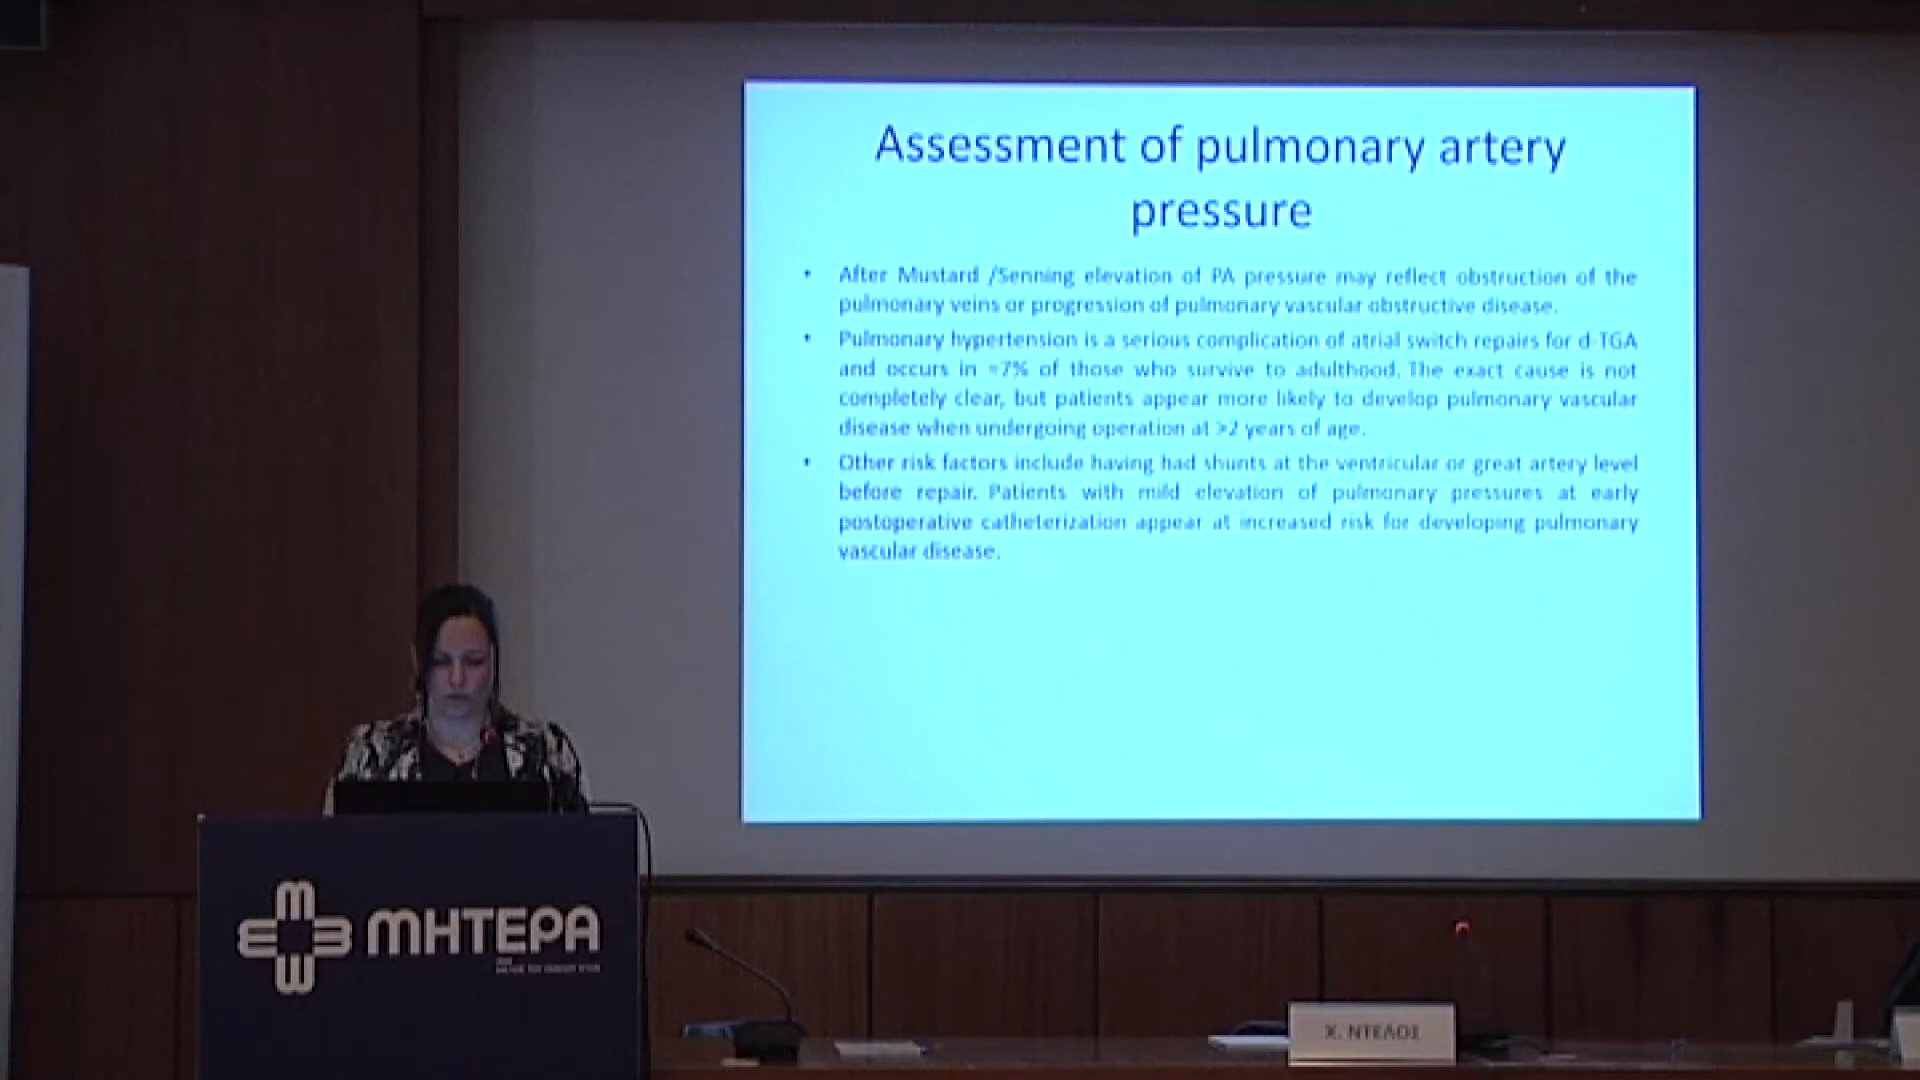 Assessment of pulmonary artery
pressure
• After Mustard /Senning elevation of PA pressure may reflect obstruction of the
pulmonary veins or progression of pulmonary vascular obstructive disease.
• Pulmonary hypertension is a serious complication of atrial switch repairs for d-TGA
and occurs in ≈7% of those who survive to adulthood. The exact cause is not
completely clear, but patients appear more likely to develop pulmonary vascular
disease when undergoing operation at >2 years of age.
• Other risk factors include having had shunts at the ventricular or great artery level
before repair. Patients with mild elevation of pulmonary pressures at early
postoperative catheterization appear at increased risk for developing pulmonary
vascular disease.
ΜΗΤΕΡΑ
Χ. ΝΤΕΛΟΣ